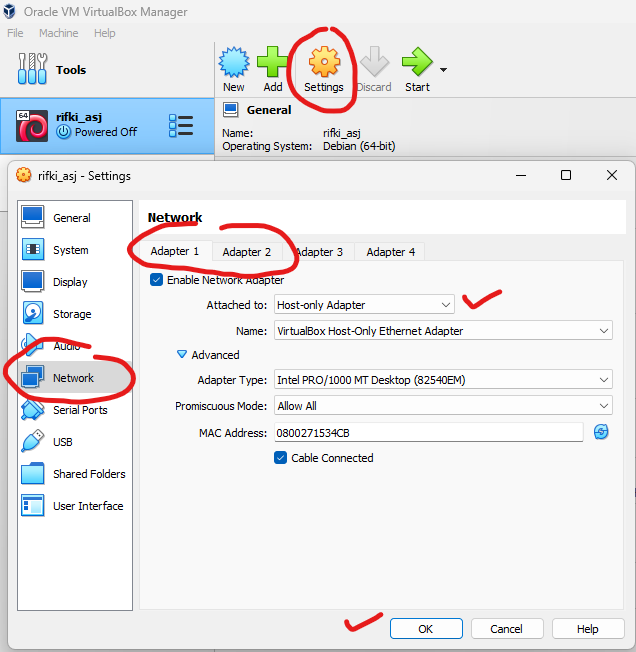 Oracle VM VirtualBox Manager
File Machine Help
Tools
New Add Settings Discard Start
64
rifki_asj
Powered Off
General
Name: rifki_asj
Operating System: Debian (64-bit)
rifki_asj - Settings
General
System
Display
Storage
Audio
Network
Serial Ports
USB
Shared Folders
User Interface
Network
Adapter 1 Adapter 2 Adapter 3 Adapter 4
Enable Network Adapter
Attached to: Host-only Adapter
Name: VirtualBox Host-Only Ethernet Adapter
Advanced
Adapter Type: Intel PRO/1000 MT Desktop (82540EM)
Promiscuous Mode: Allow All
MAC Address: 0800271534CB
Cable Connected
OK Cancel Help